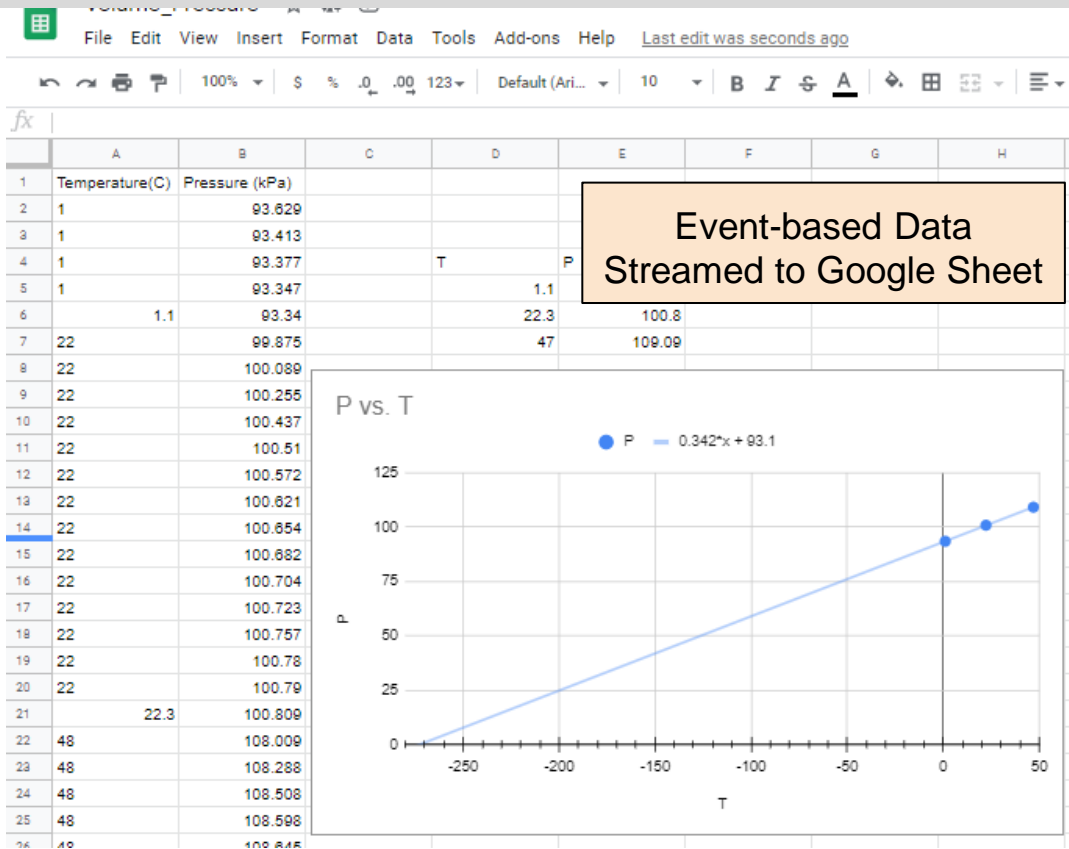 Volume_Pressure
File Edit View Insert Format Data Tools Add-ons Help Last edit was seconds ago
100% $ % .0 .00 123 Default (Ari... 10 B I S A
fx
A B C D E F G H
1 Temperature(C) Pressure (kPa)
2 1 93.629
3 1 93.413
4 1 93.377 T P
5 1 93.347 1.1
6 1.1 93.34 22.3 100.8
7 22 99.875 47 109.09
8 22 100.089
9 22 100.255
10 22 100.437
11 22 100.51
12 22 100.572
13 22 100.621
14 22 100.654
15 22 100.682
16 22 100.704
17 22 100.723
18 22 100.757
19 22 100.78
20 22 100.79
21 22.3 100.809
22 48 108.009
23 48 108.288
24 48 108.508
25 48 108.598
26 48 108.645
Event-based Data
Streamed to Google Sheet
P vs. T
P 0.342*x + 93.1
125
100
75
50
25
0
P
-250 -200 -150 -100 -50 0 50
T